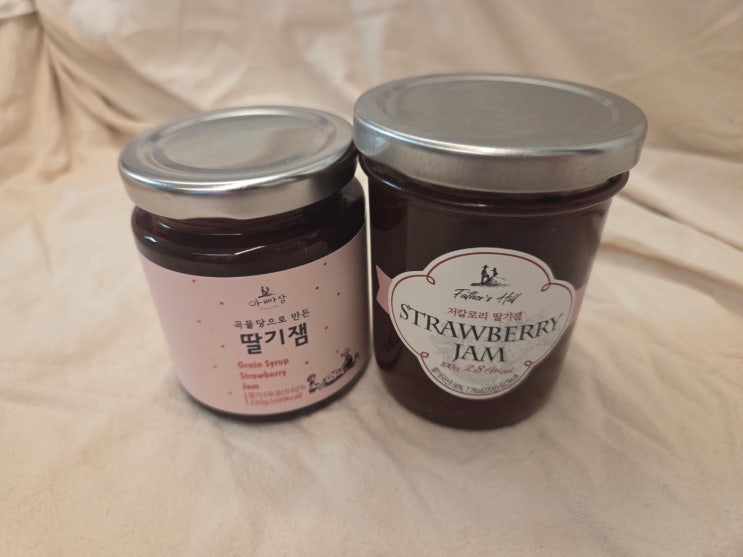 아빠당
곡물당으로 만든
딸기잼
Grain Syrup
Strawberry
Jam
Father's Hill
저칼로리 딸기잼
STRAWBERRY
JAM